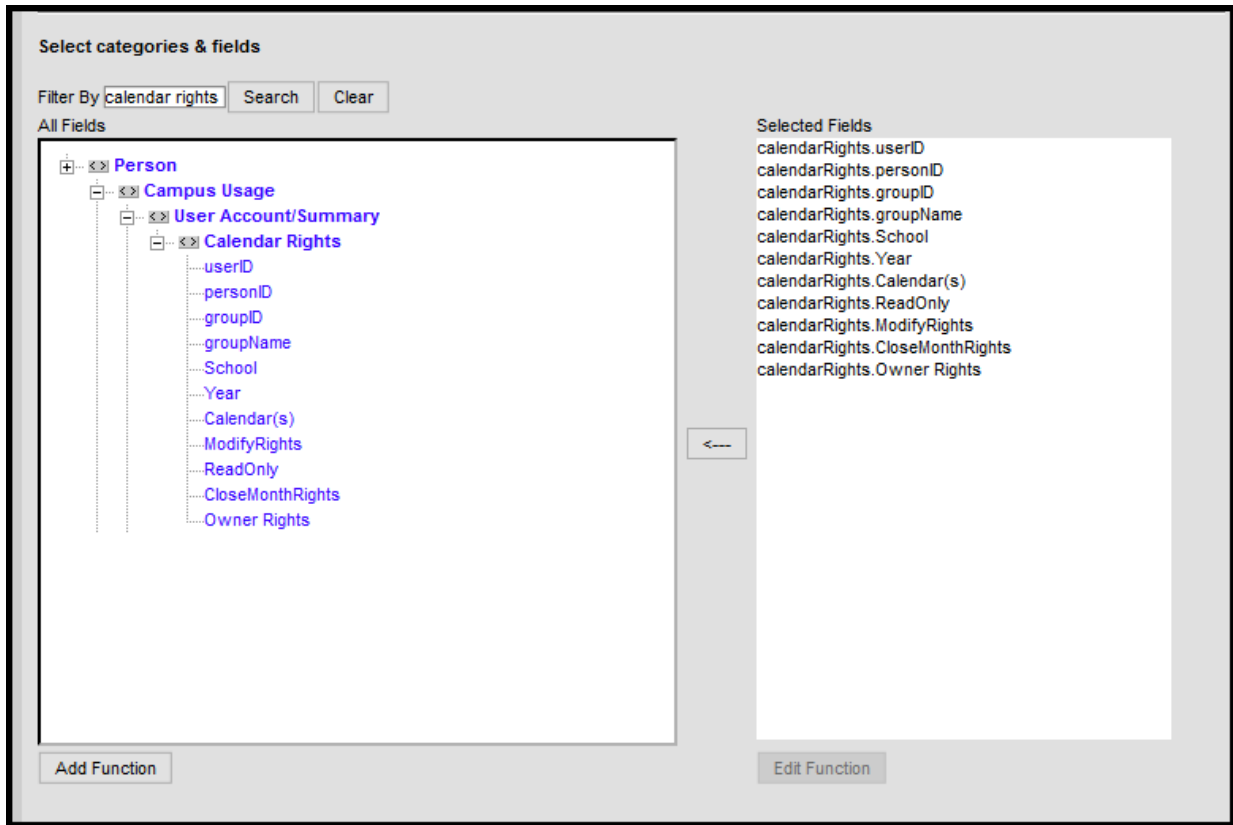 Select categories & fields
Filter By calendar rights Search Clear
All Fields
Person
Campus Usage
User Account/Summary
Calendar Rights
userID
personID
groupID
groupName
School
Year
Calendar(s)
ModifyRights
ReadOnly
CloseMonthRights
Owner Rights
Add Function
<---
Selected Fields
calendarRights.userID
calendarRights.personID
calendarRights.groupID
calendarRights.groupName
calendarRights.School
calendarRights.Year
calendarRights.Calendar(s)
calendarRights.ReadOnly
calendarRights.ModifyRights
calendarRights.CloseMonthRights
calendarRights.Owner Rights
Edit Function